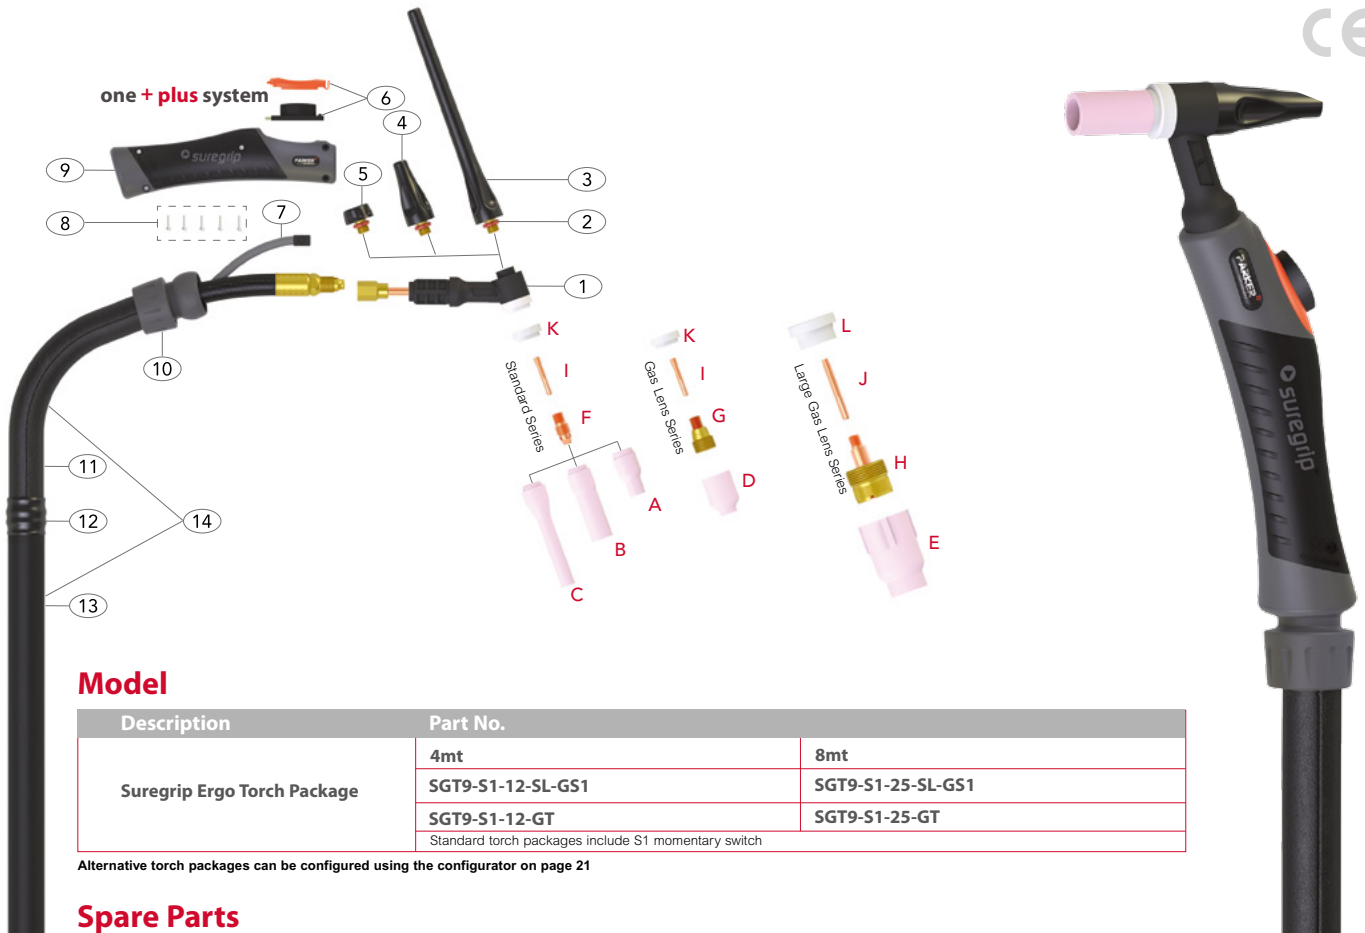 CE
one + plus system
6
4
suregrip
PARKER
9
5
3
8
7
2
1
10
K
K
L
Standard Series
I
Gas Lens Series
I
Large Gas Lens Series
J
F
G
H
11
D
A
12
14
B
E
C
13
PARKER
suregrip
Model
Description
Part No.
4mt
8mt
Suregrip Ergo Torch Package
SGT9-S1-12-SL-GS1
SGT9-S1-25-SL-GS1
SGT9-S1-12-GT
SGT9-S1-25-GT
Standard torch packages include S1 momentary switch
Alternative torch packages can be configured using the configurator on page 21
Spare Parts